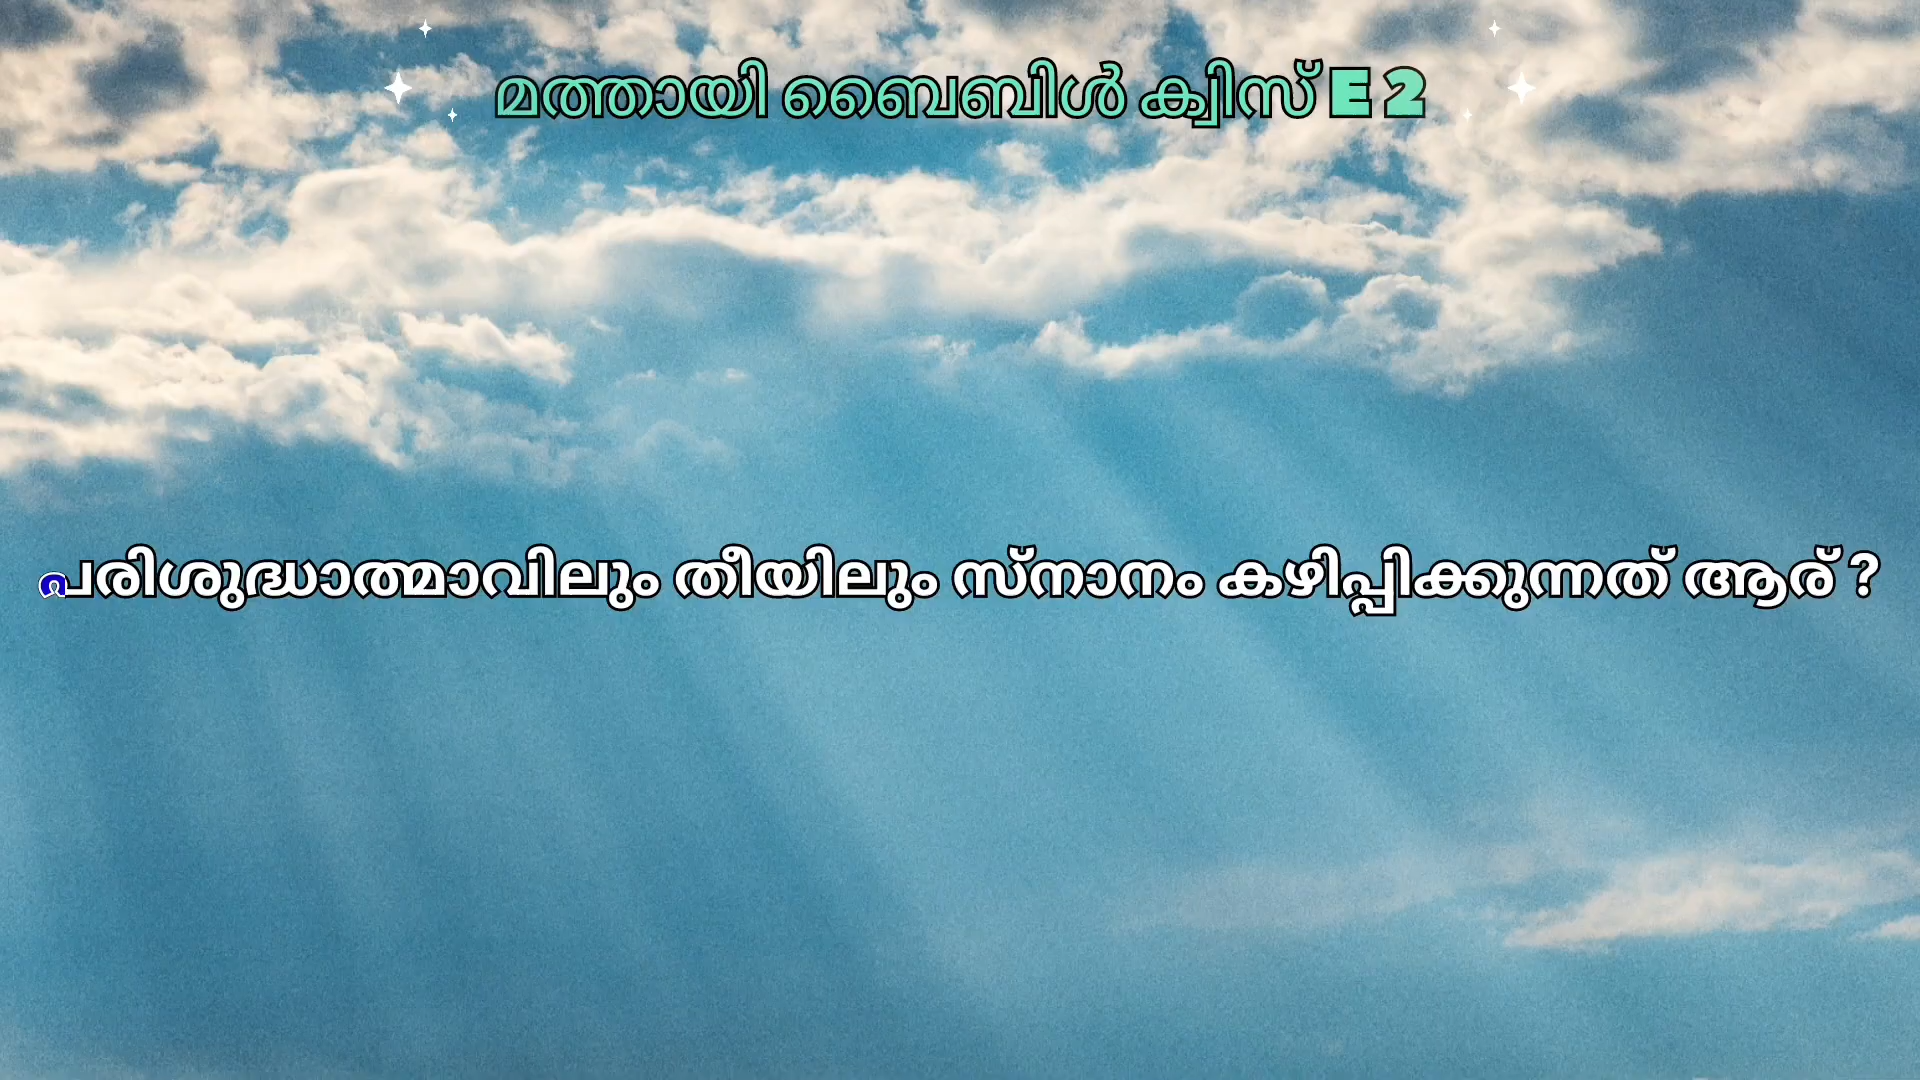 മത്തായി ബൈബിൾ ക്വിസ് E 2
പരിശുദ്ധാത്മാവിലും തീയിലും സ്നാനം കഴിപ്പിക്കുന്നത് ആര് ?